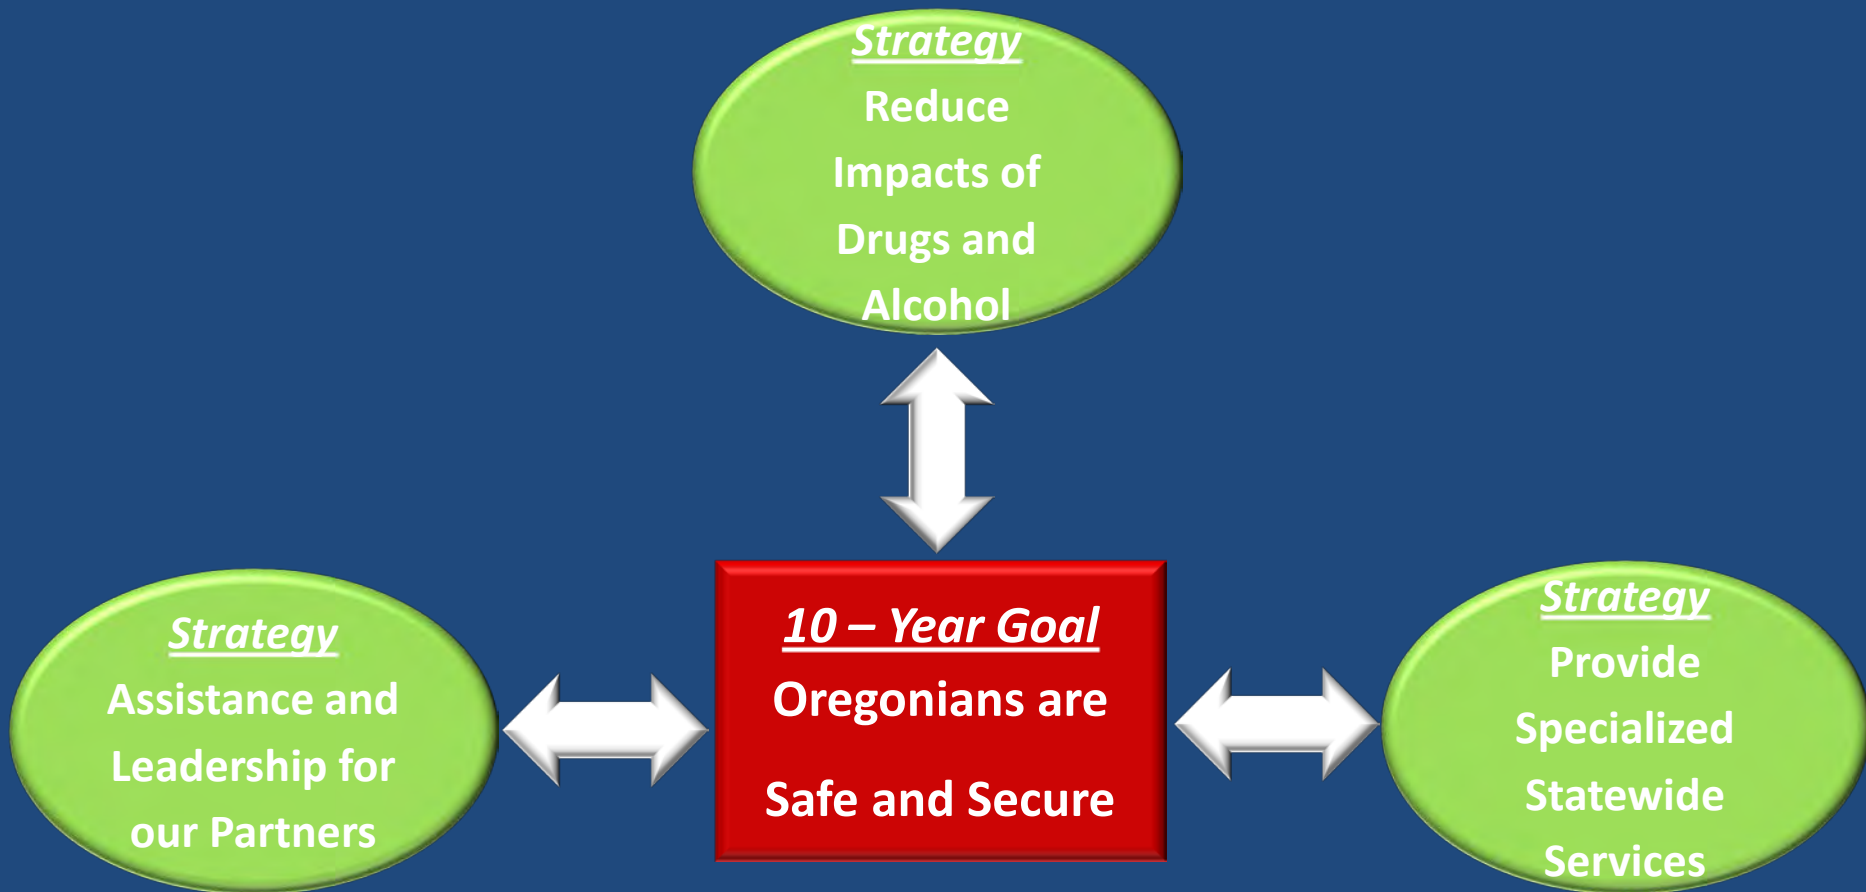 Strategy
Reduce
Impacts of
Drugs and
Alcohol
Strategy
Assistance and
Leadership for
our Partners
10 – Year Goal
Oregonians are
Safe and Secure
Strategy
Provide
Specialized
Statewide
Services